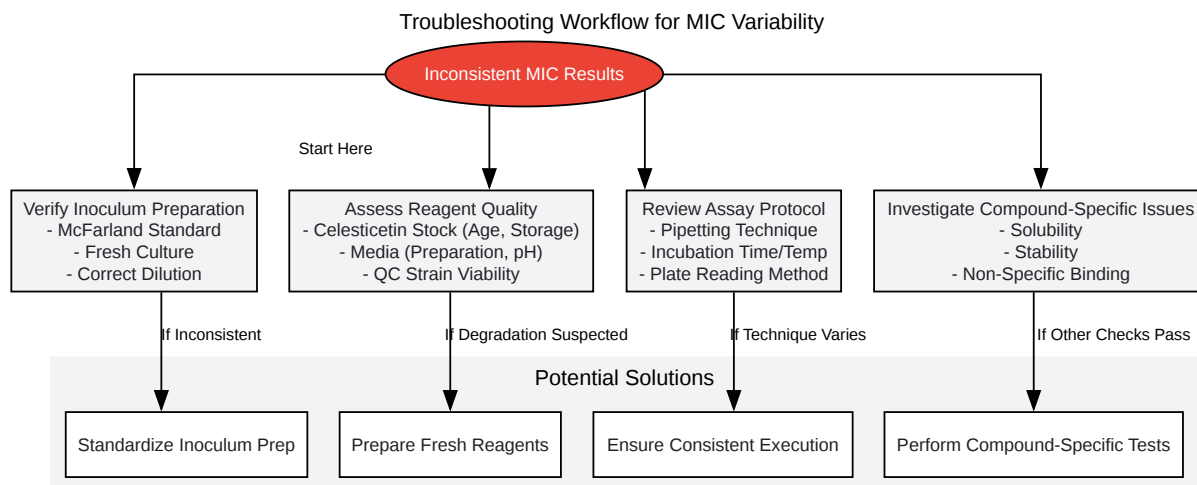 Troubleshooting Workflow for MIC Variability
Inconsistent MIC Results
Start Here
Verify Inoculum Preparation
- McFarland Standard
- Fresh Culture
- Correct Dilution
Assess Reagent Quality
- Celesticetin Stock (Age, Storage)
- Media (Preparation, pH)
- QC Strain Viability
Review Assay Protocol
- Pipetting Technique
- Incubation Time/Temp
- Plate Reading Method
Investigate Compound-Specific Issues
- Solubility
- Stability
- Non-Specific Binding
If Inconsistent
If Degradation Suspected
If Technique Varies
If Other Checks Pass
Potential Solutions
Standardize Inoculum Prep
Prepare Fresh Reagents
Ensure Consistent Execution
Perform Compound-Specific Tests